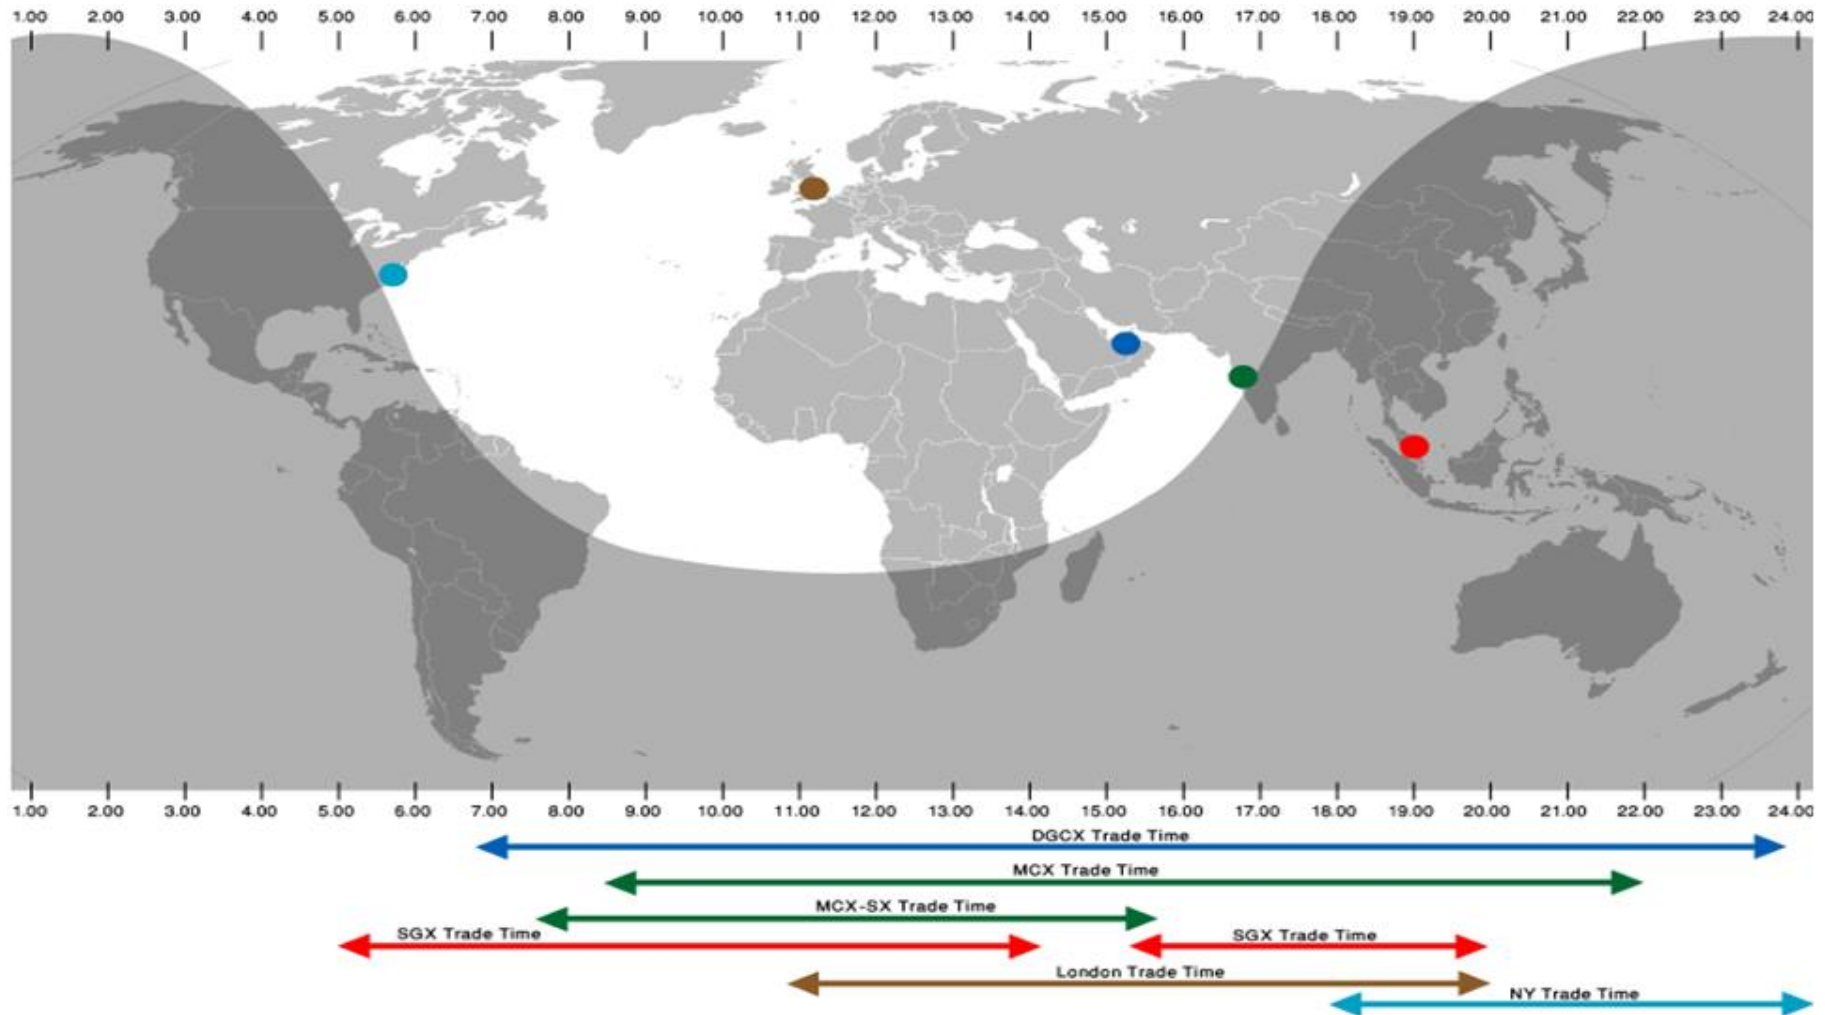 1.00 2.00 3.00 4.00 5.00 6.00 7.00 8.00 9.00 10.00 11.00 12.00 13.00 14.00 15.00 16.00 17.00 18.00 19.00 20.00 21.00 22.00 23.00 24.00
1.00 2.00 3.00 4.00 5.00 6.00 7.00 8.00 9.00 10.00 11.00 12.00 13.00 14.00 15.00 16.00 17.00 18.00 19.00 20.00 21.00 22.00 23.00 24.00
DGCX Trade Time
MCX Trade Time
MCX-SX Trade Time
SGX Trade Time
SGX Trade Time
London Trade Time
NY Trade Time